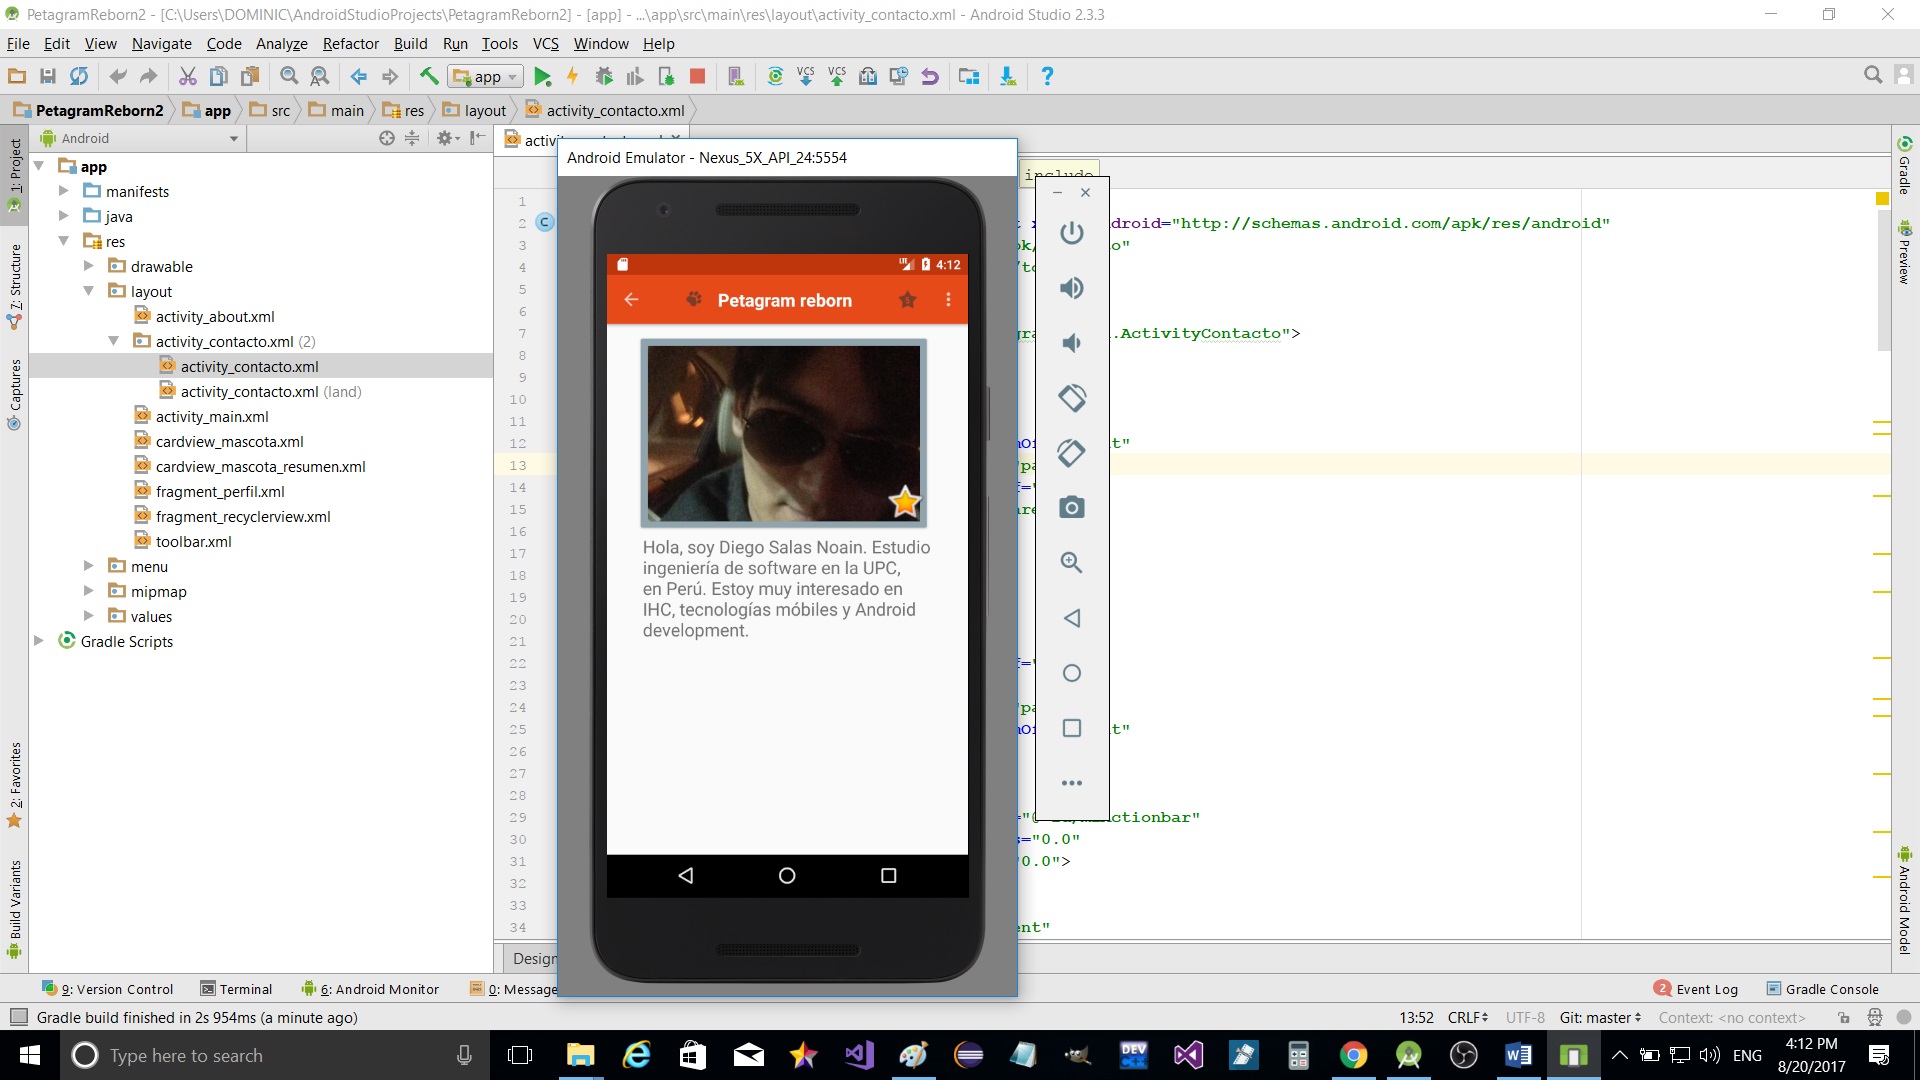 PetagramReborn2 - [C:\Users\DOMINIC\AndroidStudioProjects\PetagramReborn2] - [app] - ...\app\src\main\res\layout\activity_contacto.xml - Android Studio 2.3.3
File Edit View Navigate Code Analyze Refactor Build Run Tools VCS Window Help
app
VCS VCS
PetagramReborn2 app src main res layout activity_contacto.xml
Android
1: Project
7: Structure
Captures
2: Favorites
Build Variants
app
manifests
java
res
drawable
layout
activity_about.xml
activity_contacto.xml (2)
activity_contacto.xml
activity_contacto.xml (land)
activity_main.xml
cardview_mascota.xml
cardview_mascota_resumen.xml
fragment_perfil.xml
fragment_recyclerview.xml
toolbar.xml
menu
mipmap
values
Gradle Scripts
Android Emulator - Nexus_5X_API_24:5554
LTE 4:12
Petagram reborn
Hola, soy Diego Salas Noain. Estudio
ingeniería de software en la UPC,
en Perú. Estoy muy interesado en
IHC, tecnologías móbiles y Android
development.
include
1
2
3
4
5
6
7
8
9
10
11
12
13
14
15
16
17
18
19
20
21
22
23
24
25
26
27
28
29
30
31
32
33
34
droid="http://schemas.android.com/apk/res/android"
o"
.ActivityContacto">
t"
t"
ctionbar"
="0.0"
"0.0">
ent"
Design
Gradle
Preview
Android Model
9: Version Control
Terminal
6: Android Monitor
0: Message
Event Log
Gradle Console
Gradle build finished in 2s 954ms (a minute ago)
13:52 CRLF UTF-8 Git: master Context: <no context>
Type here to search
DEV
ENG
4:12 PM
8/20/2017